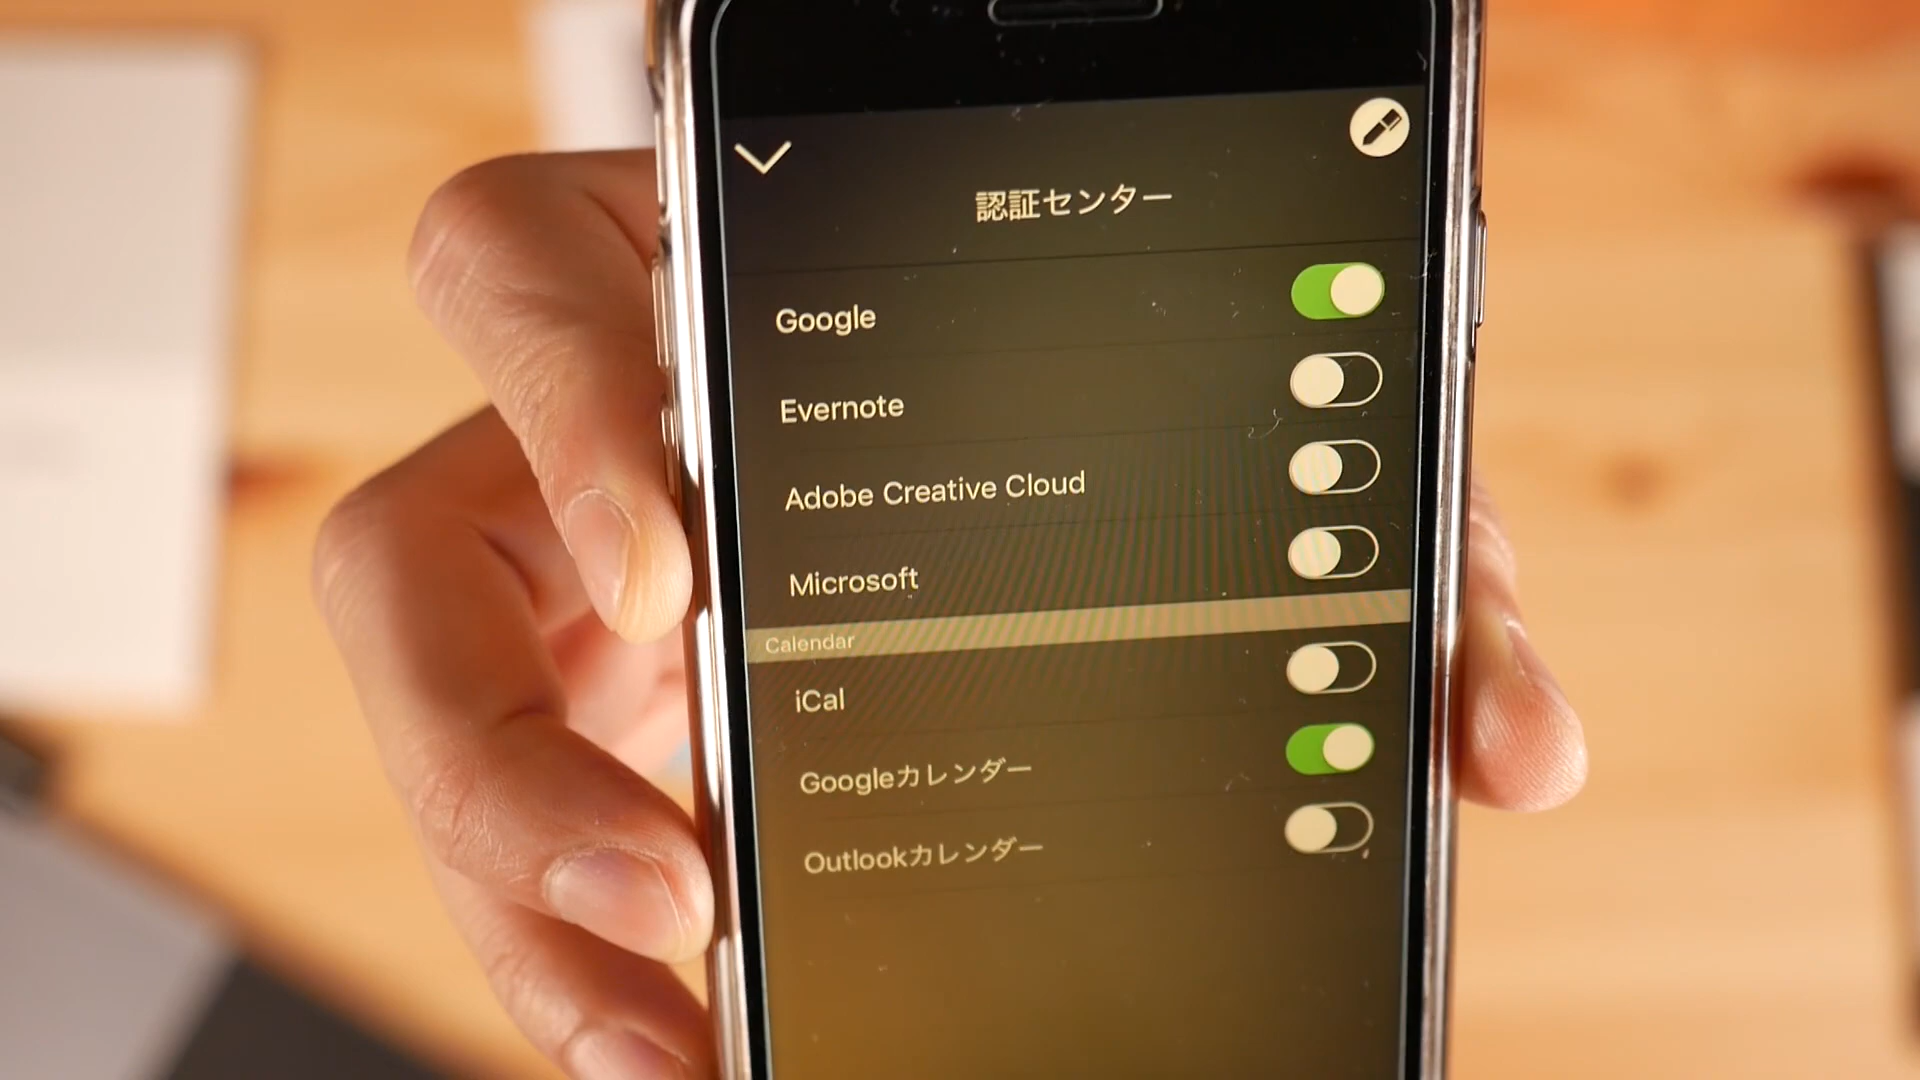 認証センター
Google
Evernote
Adobe Creative Cloud
Microsoft
Calendar
iCal
Googleカレンダー
Outlookカレンダー